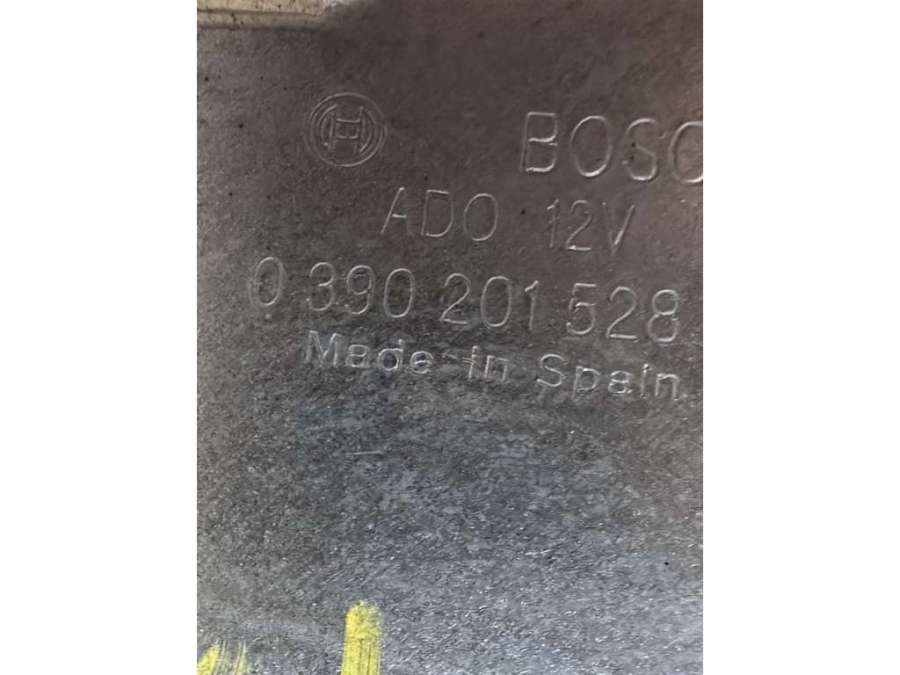 BOSC
ADO 12V
0 390 201 528
Made in Spain